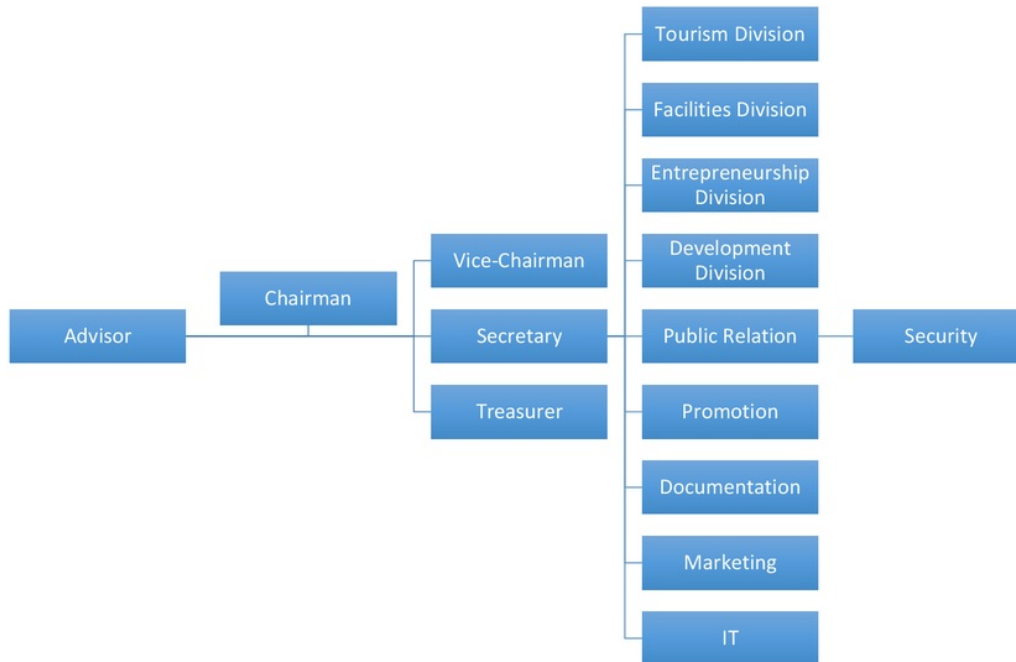 Advisor
Chairman
Vice-Chairman
Secretary
Treasurer
Tourism Division
Facilities Division
Entrepreneurship
Division
Development
Division
Public Relation
Promotion
Documentation
Marketing
IT
Security